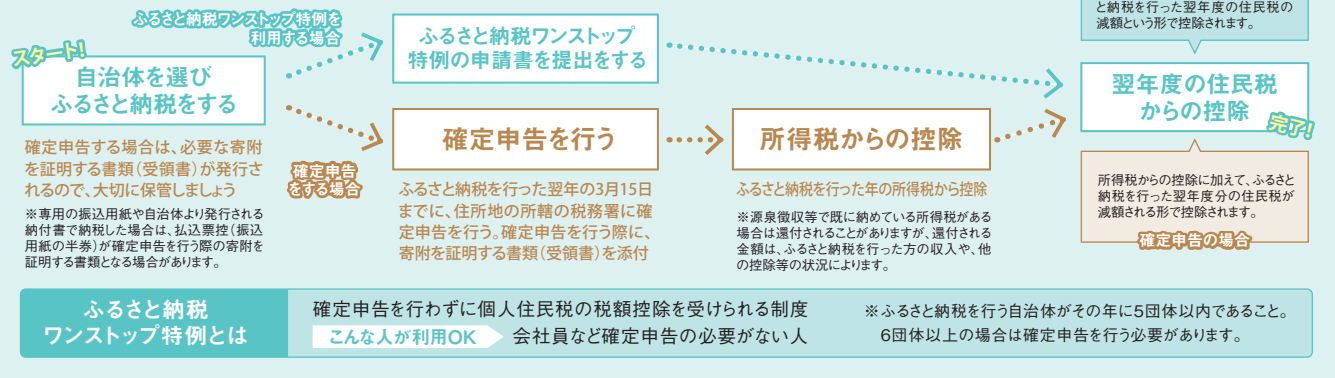 と納税を行った翌年度の住民税の
減額という形で控除されます。
ふるさと納税ワンストップ特例を
利用する場合
スタート!
自治体を選び
ふるさと納税をする
ふるさと納税ワンストップ
特例の申請書を提出をする
翌年度の住民税
からの控除
完了!
確定申告する場合は、必要な寄附
を証明する書類(受領書)が発行さ
れるので、大切に保管しましょう
※専用の振込用紙や自治体より発行される
納付書で納税した場合は、払込票控(振込
用紙の半券)が確定申告を行う際の寄附を
証明する書類となる場合があります。
確定申告
をする場合
確定申告を行う
ふるさと納税を行った翌年の3月15日
までに、住所地の所轄の税務署に確
定申告を行う。確定申告を行う際に、
寄附を証明する書類(受領書)を添付
所得税からの控除
ふるさと納税を行った年の所得税から控除
※源泉徴収等で既に納めている所得税がある
場合は還付されることがありますが、還付される
金額は、ふるさと納税を行った方の収入や、他
の控除等の状況によります。
所得税からの控除に加えて、ふるさと
納税を行った翌年度分の住民税が
減額される形で控除されます。
確定申告の場合
ふるさと納税
ワンストップ特例とは
確定申告を行わずに個人住民税の税額控除を受けられる制度
こんな人が利用OK 会社員など確定申告の必要がない人
※ふるさと納税を行う自治体がその年に5団体以内であること。
6団体以上の場合は確定申告を行う必要があります。